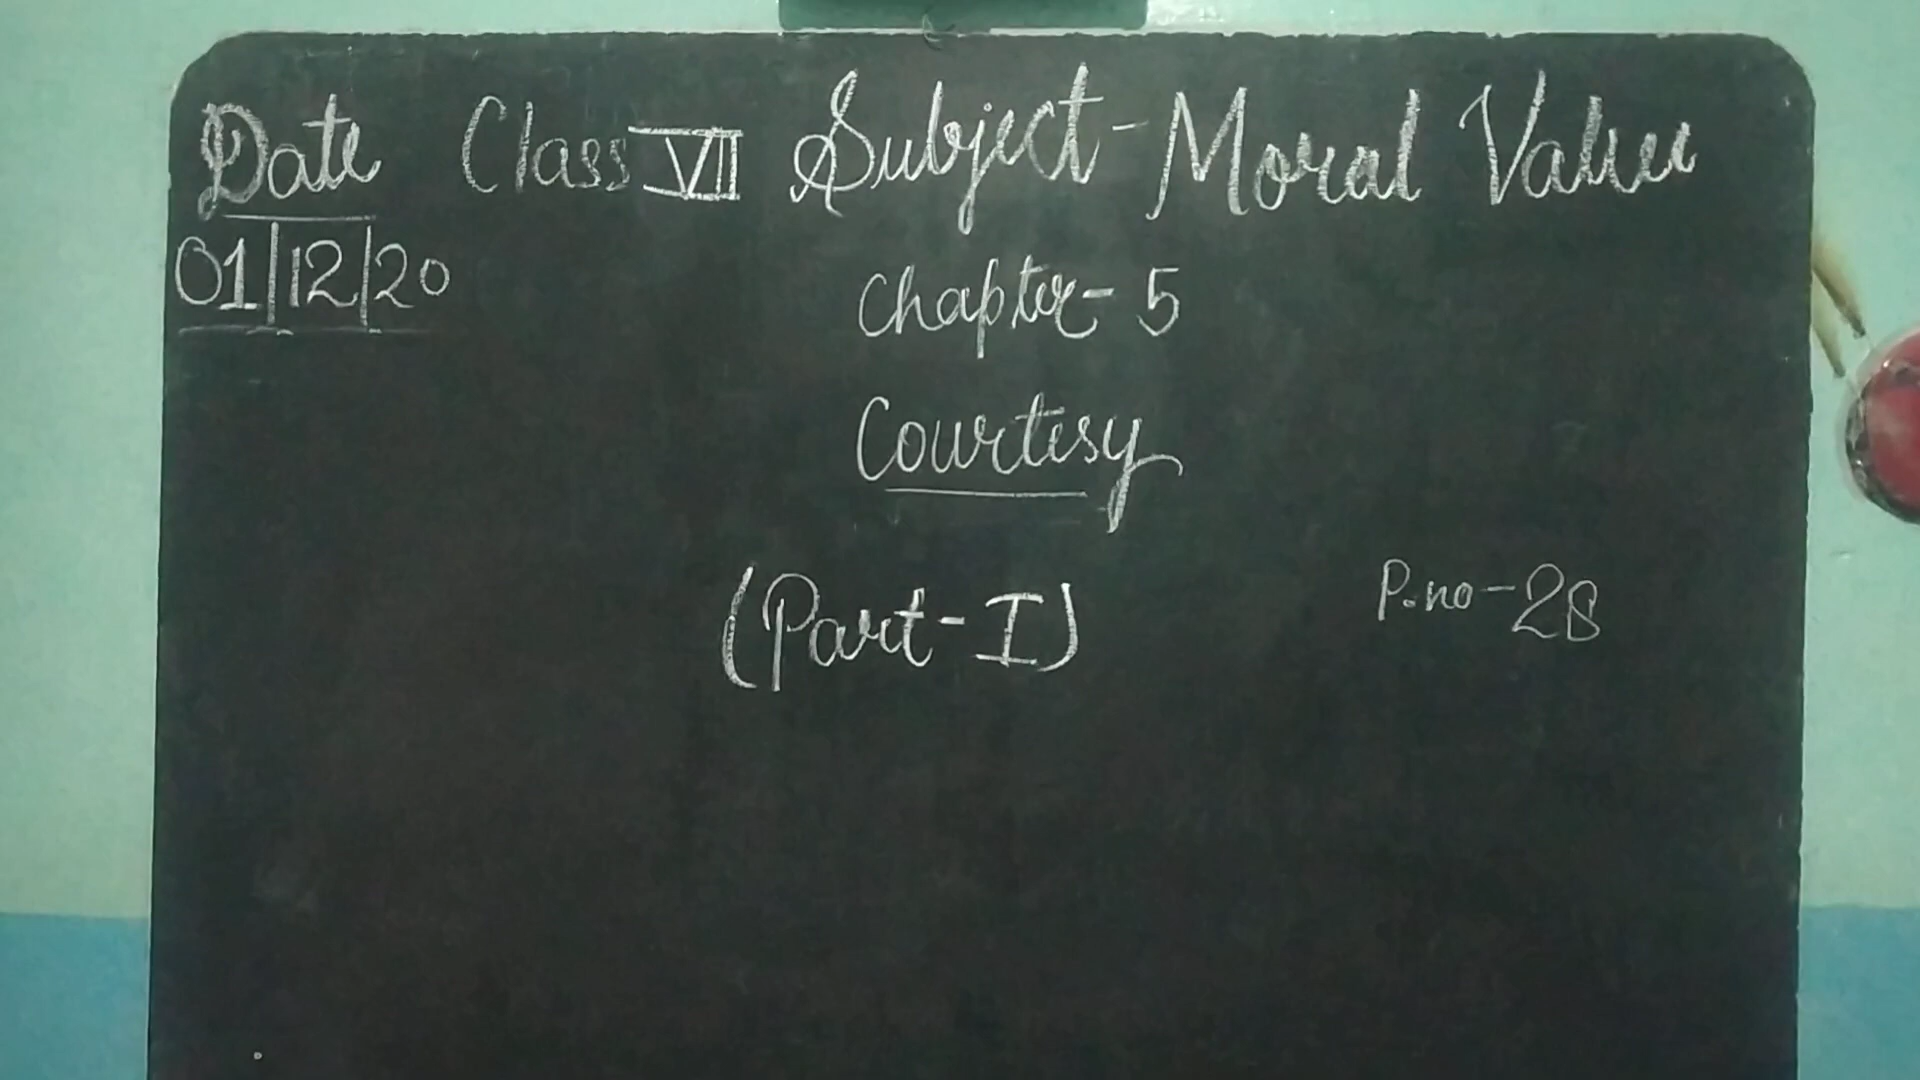 Date Class VII Subject - Moral Value
01|12|20
Chapter - 5
Courtesy
(Part - I)
P.no - 28